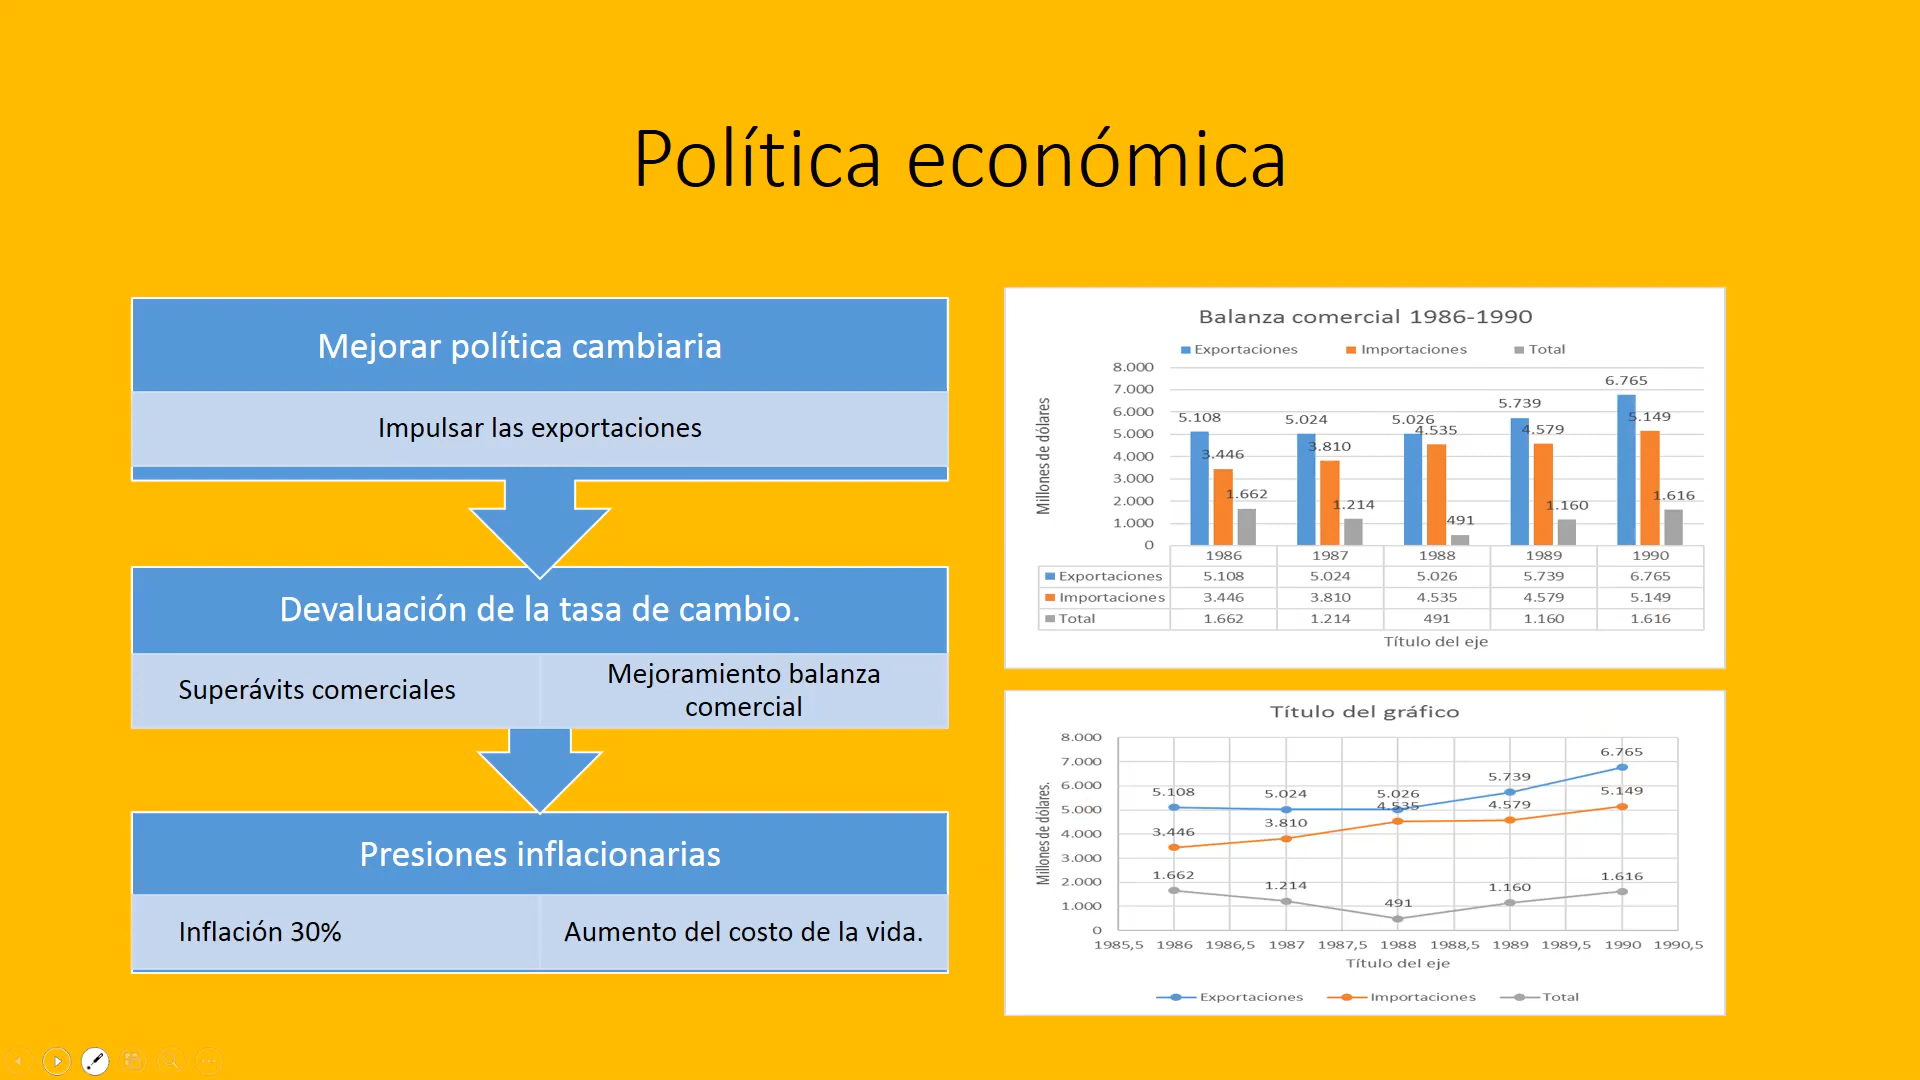 Política económica
Mejorar política cambiaria
Impulsar las exportaciones
Devaluación de la tasa de cambio.
Superávits comerciales
Mejoramiento balanza
comercial
Presiones inflacionarias
Inflación 30%
Aumento del costo de la vida.
Balanza comercial 1986-1990
Exportaciones Importaciones Total
Millones de dólares
8.000
7.000
6.000
5.000
4.000
3.000
2.000
1.000
0
5.108 5.024 5.026 5.739 6.765
3.446 3.810 4.535 4.579 5.149
1.662 1.214 491 1.160 1.616
1986 1987 1988 1989 1990
Exportaciones 5.108 5.024 5.026 5.739 6.765
Importaciones 3.446 3.810 4.535 4.579 5.149
Total 1.662 1.214 491 1.160 1.616
Título del eje
Título del gráfico
Millones de dólares.
8.000
7.000
6.000
5.000
4.000
3.000
2.000
1.000
0
5.108 5.024 5.026 5.739 6.765
3.446 3.810 4.535 4.579 5.149
1.662 1.214 491 1.160 1.616
1985,5 1986 1986,5 1987 1987,5 1988 1988,5 1989 1989,5 1990 1990,5
Título del eje
Exportaciones Importaciones Total